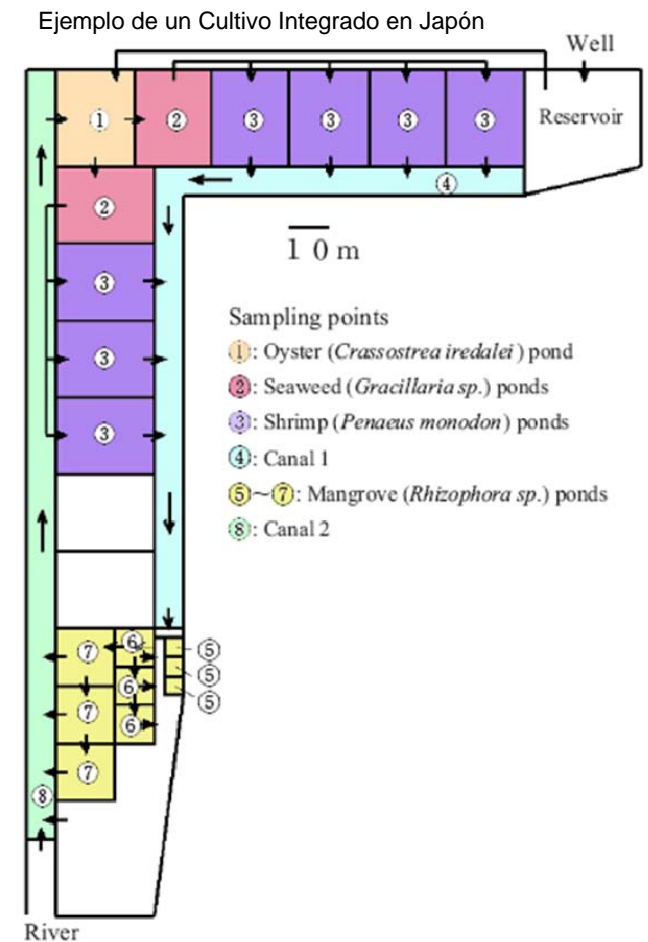 Ejemplo de un Cultivo Integrado en Japón
Well
Reservoir
① ② ③ ③ ③ ③
④
②
③
③
③
1 0 m
Sampling points
①: Oyster (Crassostrea iredalei) pond
②: Seaweed (Gracillaria sp.) ponds
③: Shrimp (Penaeus monodon) ponds
④: Canal 1
⑤~⑦: Mangrove (Rhizophora sp.) ponds
⑧: Canal 2
⑥
⑦ ⑤
⑤
⑥
⑦ ⑤
⑥
⑦
⑧
River